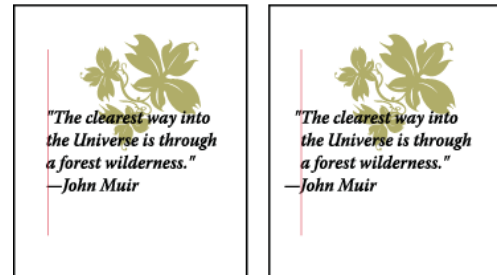 "The clearest way into
the Universe is through
a forest wilderness."
—John Muir
"The clearest way into
the Universe is through
a forest wilderness."
—John Muir